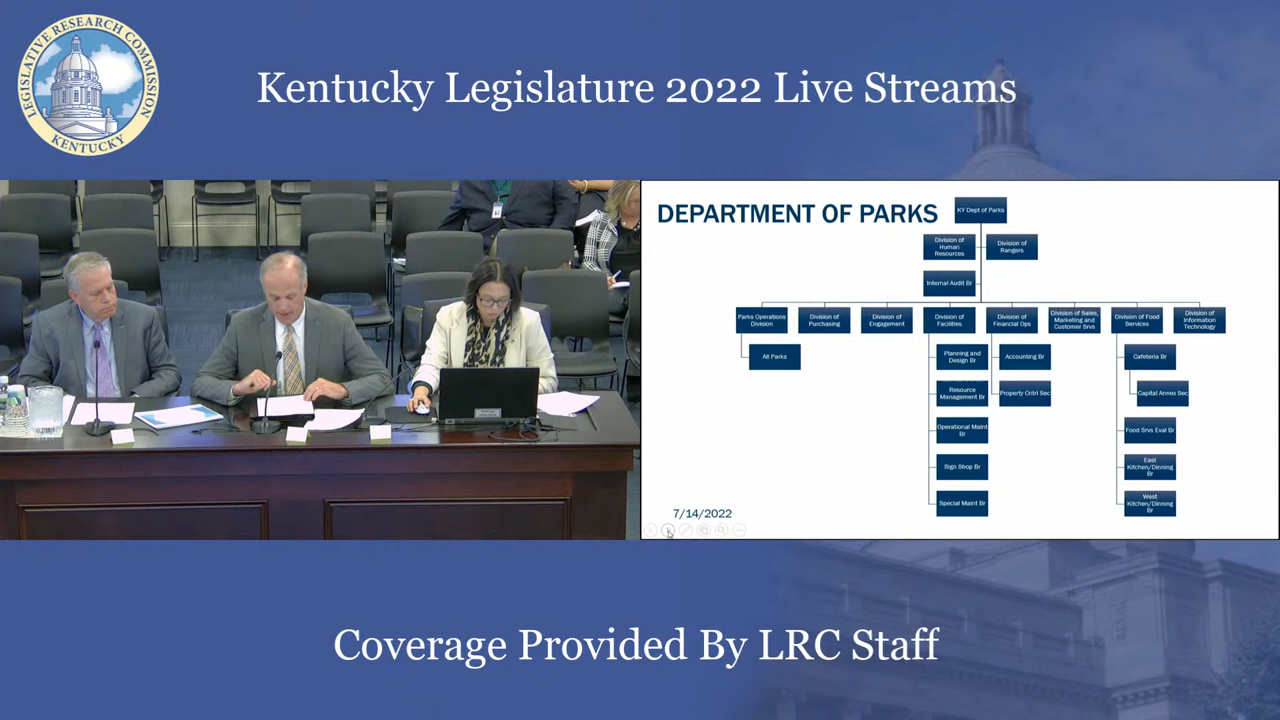 LEGISLATIVE RESEARCH COMMISSION
KENTUCKY
Kentucky Legislature 2022 Live Streams
DEPARTMENT OF PARKS
KY Dept of Parks
Division of
Human
Resources
Division of
Rangers
Internal Audit Br
Parks Operations
Division
Division of
Purchasing
Division of
Engagement
Division of
Facilities
Division of
Financial Ops
Division of Sales,
Marketing and
Customer Srvs
Division of Food
Services
Division of
Information
Technology
All Parks
Planning and
Design Br
Resource
Management Br
Operational Maint
Br
Sign Shop Br
Special Maint Br
Accounting Br
Property Cntrl Sec
Cafeteria Br
Capital Annex Sec
Food Srvs Eval Br
East
Kitchen/Dinning
Br
West
Kitchen/Dinning
Br
7/14/2022
Coverage Provided By LRC Staff